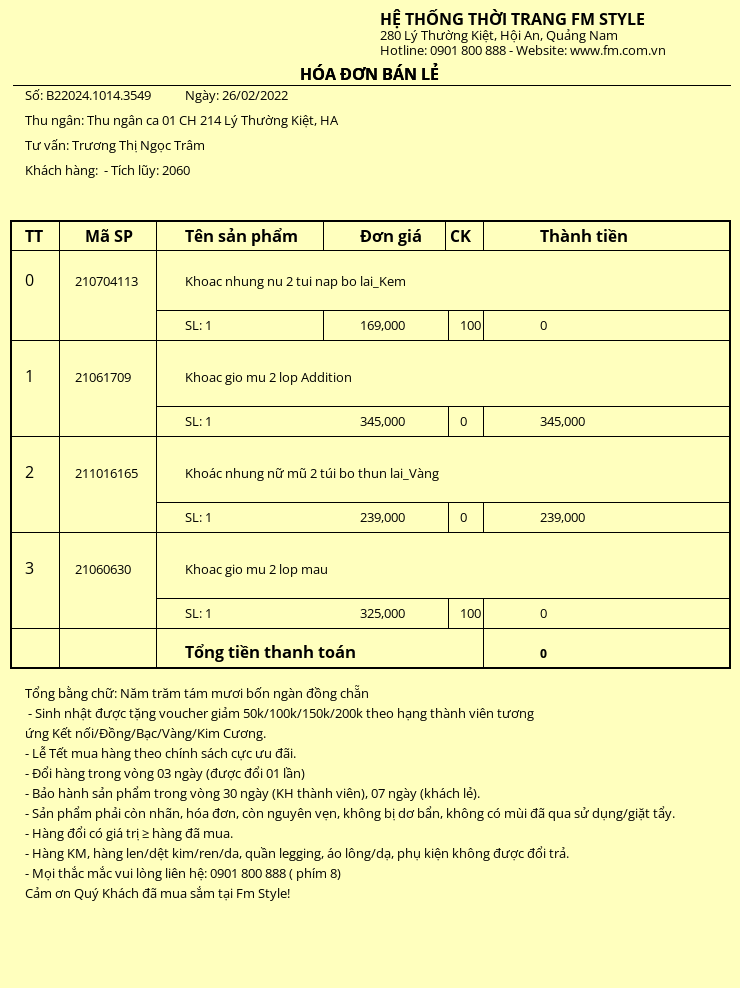 HỆ THỐNG THỜI TRANG FM STYLE
280 Lý Thường Kiệt, Hội An, Quảng Nam
Hotline: 0901 800 888 - Website: www.fm.com.vn
HÓA ĐƠN BÁN LẺ
Số: B22024.1014.3549 Ngày: 26/02/2022
Thu ngân: Thu ngân ca 01 CH 214 Lý Thường Kiệt, HA
Tư vấn: Trương Thị Ngọc Trâm
Khách hàng: - Tích lũy: 2060
TT Mã SP Tên sản phẩm Đơn giá CK Thành tiền
0 210704113 Khoac nhung nu 2 tui nap bo lai_Kem
SL: 1 169,000 100 0
1 21061709 Khoac gio mu 2 lop Addition
SL: 1 345,000 0 345,000
2 211016165 Khoác nhung nữ mũ 2 túi bo thun lai_Vàng
SL: 1 239,000 0 239,000
3 21060630 Khoac gio mu 2 lop mau
SL: 1 325,000 100 0
Tổng tiền thanh toán 0
Tổng bằng chữ: Năm trăm tám mươi bốn ngàn đồng chẵn
- Sinh nhật được tặng voucher giảm 50k/100k/150k/200k theo hạng thành viên tương
ứng Kết nối/Đồng/Bạc/Vàng/Kim Cương.
- Lễ Tết mua hàng theo chính sách cực ưu đãi.
- Đổi hàng trong vòng 03 ngày (được đổi 01 lần)
- Bảo hành sản phẩm trong vòng 30 ngày (KH thành viên), 07 ngày (khách lẻ).
- Sản phẩm phải còn nhãn, hóa đơn, còn nguyên vẹn, không bị dơ bẩn, không có mùi đã qua sử dụng/giặt tẩy.
- Hàng đổi có giá trị ≥ hàng đã mua.
- Hàng KM, hàng len/dệt kim/ren/da, quần legging, áo lông/dạ, phụ kiện không được đổi trả.
- Mọi thắc mắc vui lòng liên hệ: 0901 800 888 ( phím 8)
Cảm ơn Quý Khách đã mua sắm tại Fm Style!